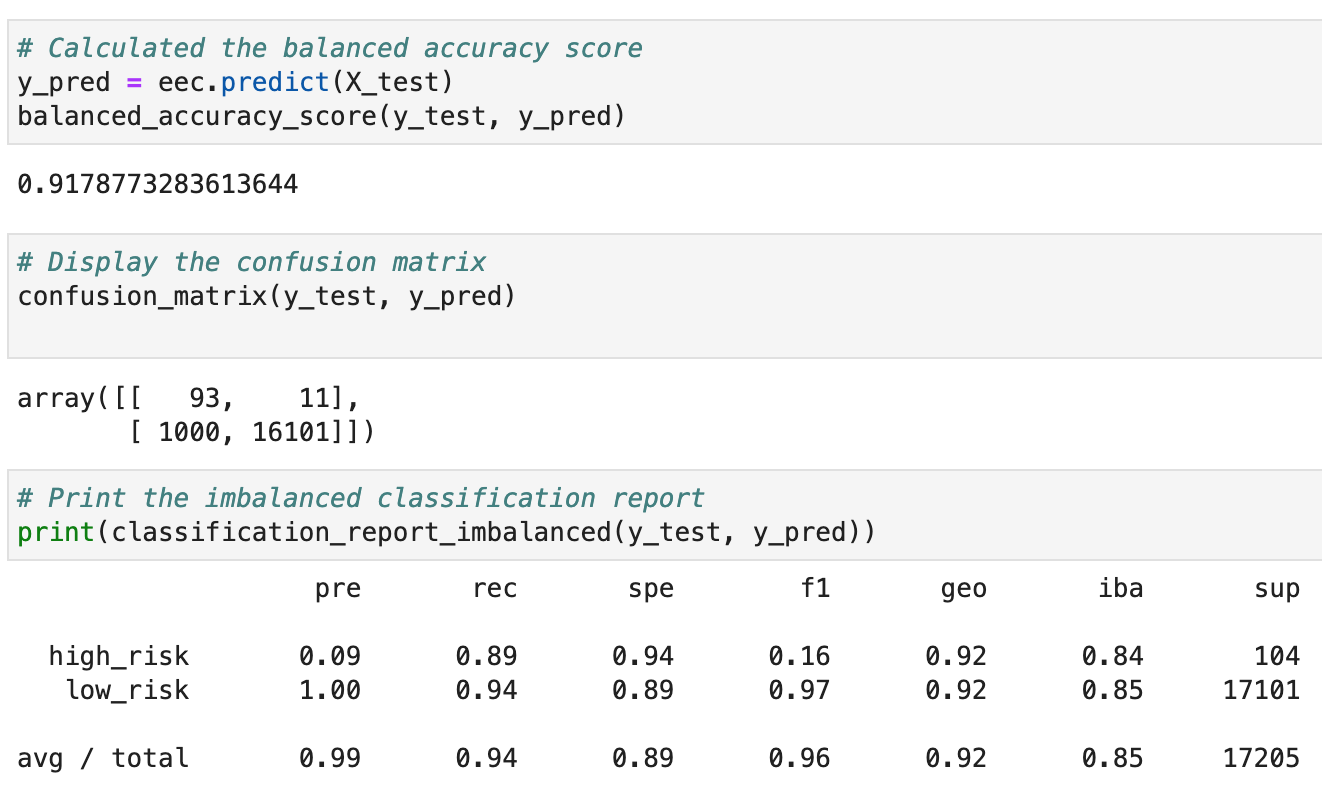 # Calculated the balanced accuracy score
y_pred = eec.predict(X_test)
balanced_accuracy_score(y_test, y_pred)
0.9178773283613644
# Display the confusion matrix
confusion_matrix(y_test, y_pred)
array([[   93,    11],
       [ 1000, 16101]])
# Print the imbalanced classification report
print(classification_report_imbalanced(y_test, y_pred))
                   pre       rec       spe        f1       geo       iba       sup
  high_risk       0.09      0.89      0.94      0.16      0.92      0.84       104
   low_risk       1.00      0.94      0.89      0.97      0.92      0.85     17101
avg / total       0.99      0.94      0.89      0.96      0.92      0.85     17205